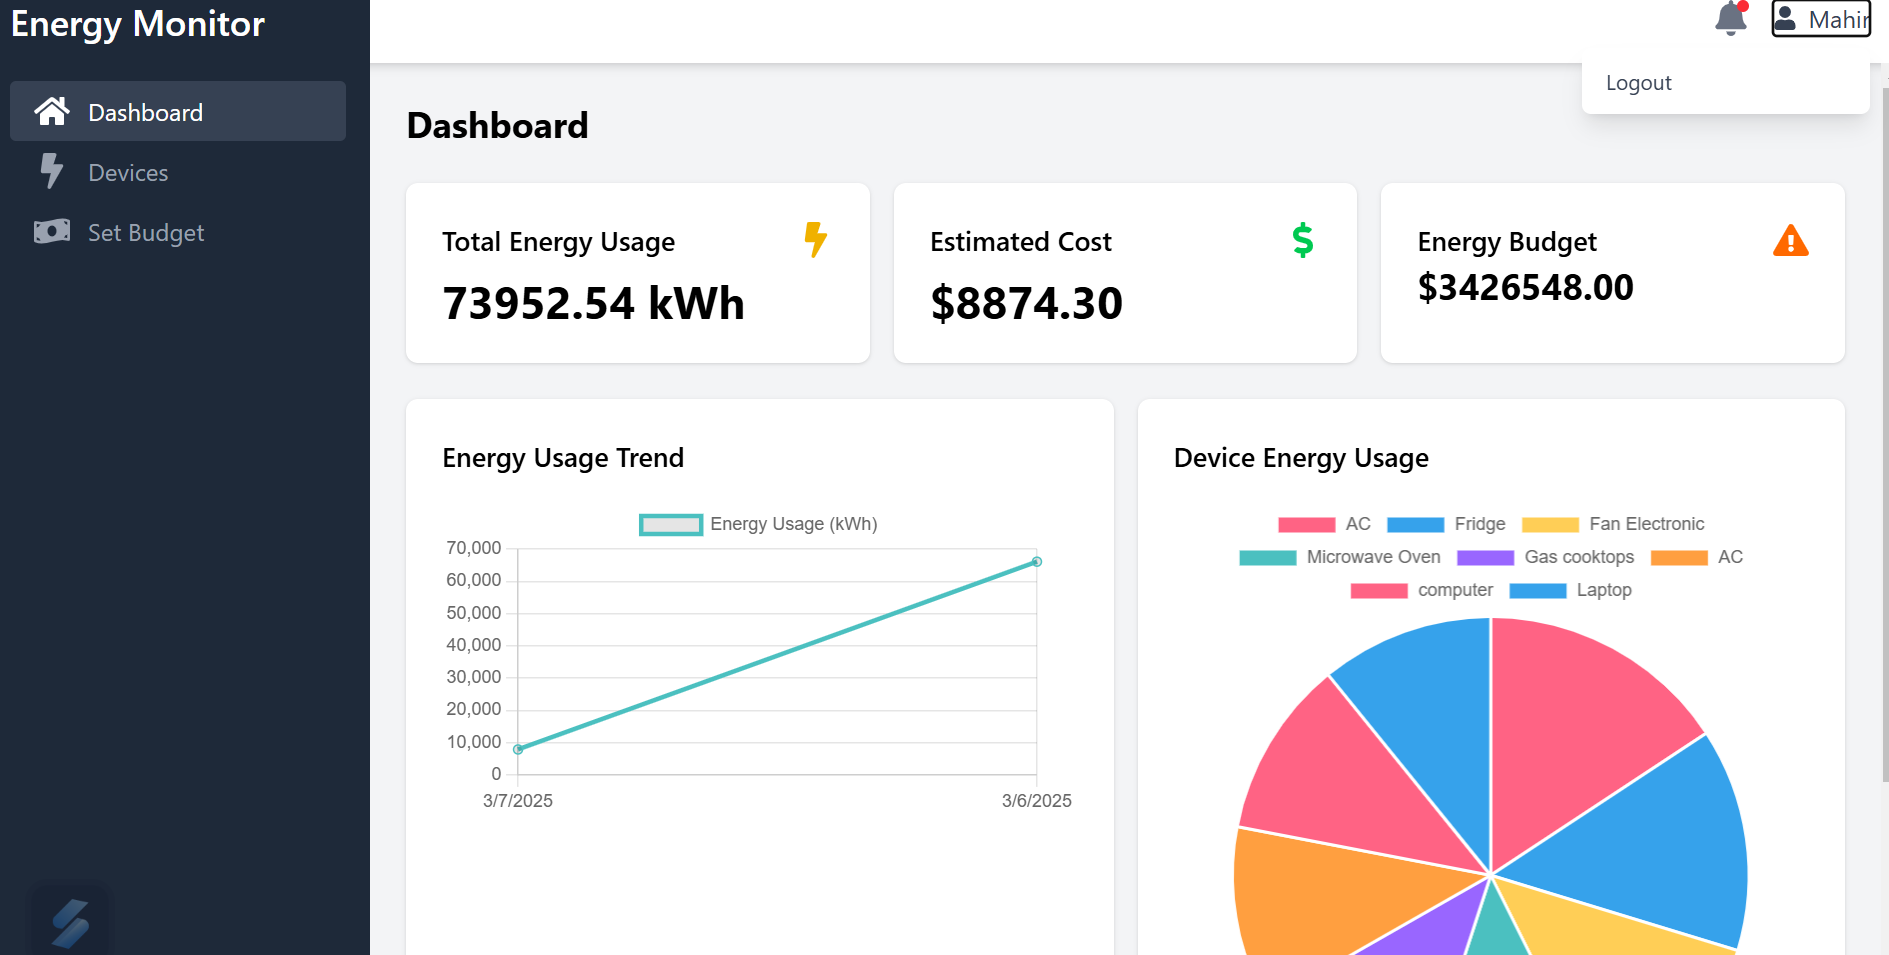 Energy Monitor
Mahir
Dashboard
Devices
Set Budget
Logout
Dashboard
Total Energy Usage
73952.54 kWh
Estimated Cost
$8874.30
Energy Budget
$3426548.00
Energy Usage Trend
Energy Usage (kWh)
70,000
60,000
50,000
40,000
30,000
20,000
10,000
0
3/7/2025 3/6/2025
Device Energy Usage
AC Fridge Fan Electronic
Microwave Oven Gas cooktops AC
computer Laptop